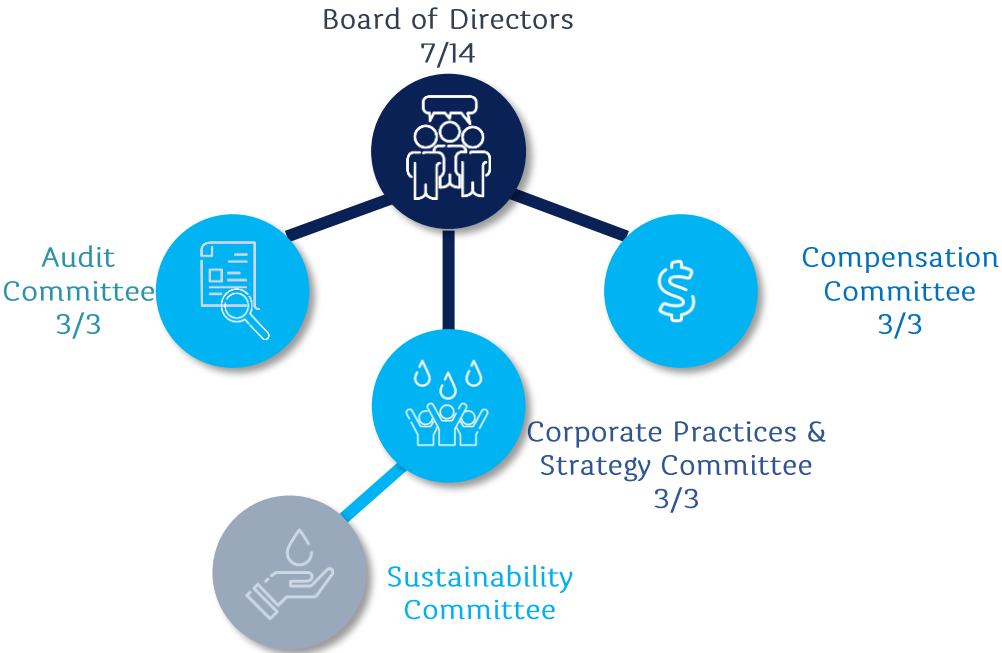 Board of Directors
7/14
Audit
Committee
3/3
Compensation
Committee
3/3
Corporate Practices &
Strategy Committee
3/3
Sustainability
Committee